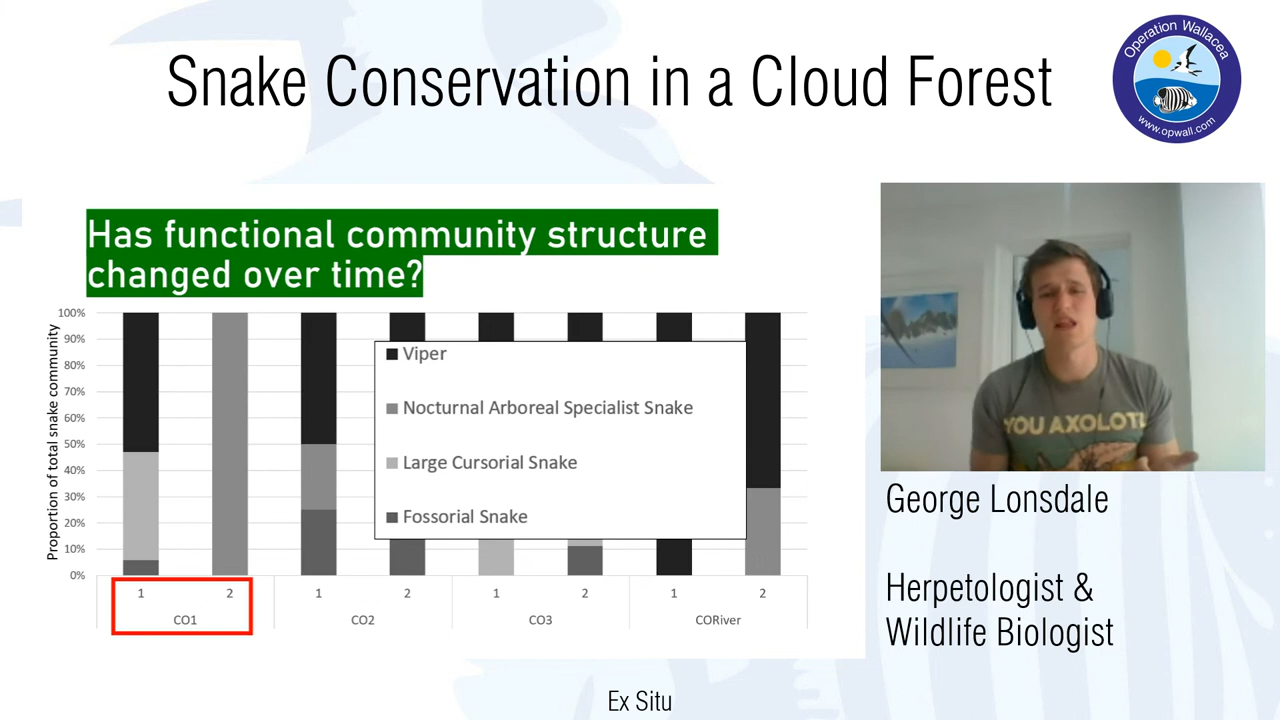 Snake Conservation in a Cloud Forest
Operation Wallacea
www.opwall.com
Has functional community structure
changed over time?
Proportion of total snake community
100%
90%
80%
70%
60%
50%
40%
30%
20%
10%
0%
Viper
Nocturnal Arboreal Specialist Snake
Large Cursorial Snake
Fossorial Snake
1 2 1 2 1 2 1 2
CO1 CO2 CO3 CORiver
YOU AXOLOTL
George Lonsdale
Herpetologist &
Wildlife Biologist
Ex Situ